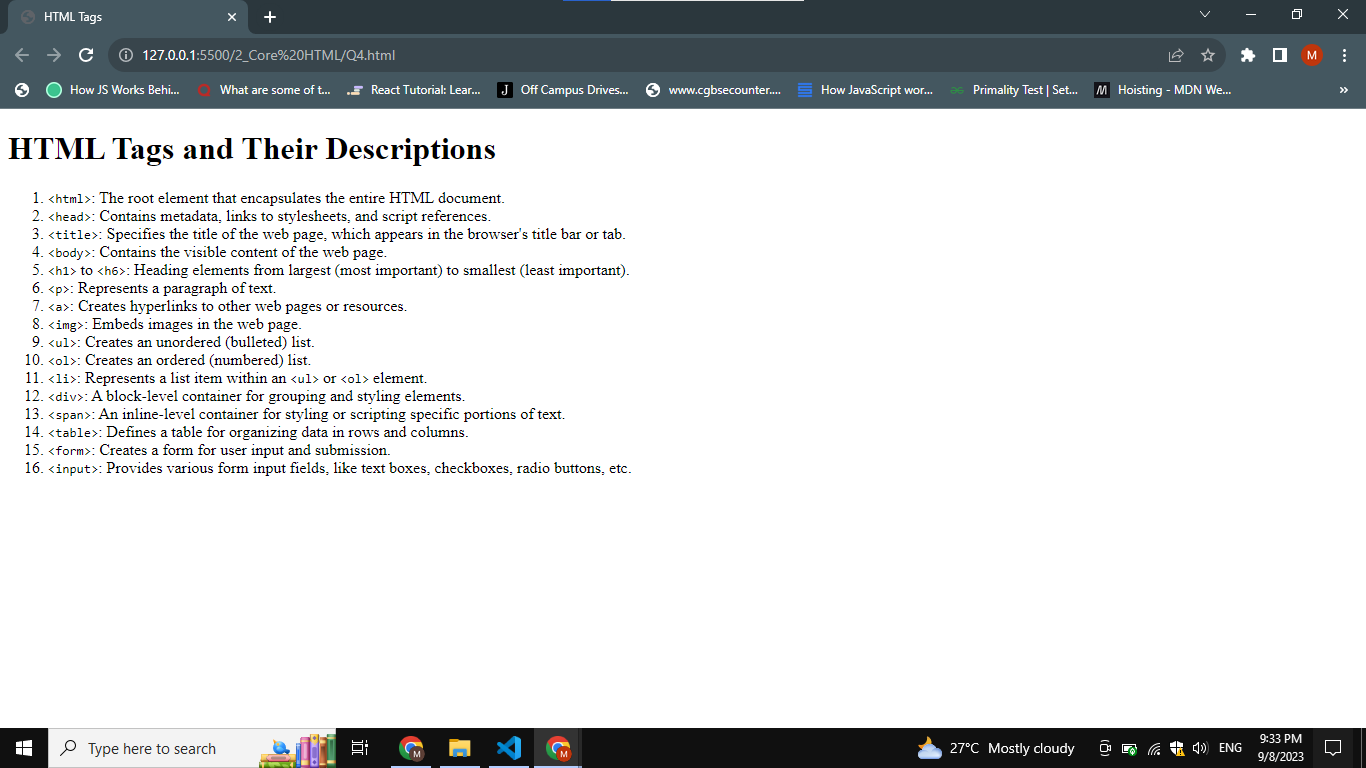 HTML Tags
127.0.0.1:5500/2_Core%20HTML/Q4.html
M
How JS Works Behi...
What are some of t...
React Tutorial: Lear...
J
Off Campus Drives...
www.cgbsecounter....
How JavaScript wor...
Primality Test | Set...
M
Hoisting - MDN We...
»
HTML Tags and Their Descriptions
1. <html>: The root element that encapsulates the entire HTML document.
2. <head>: Contains metadata, links to stylesheets, and script references.
3. <title>: Specifies the title of the web page, which appears in the browser's title bar or tab.
4. <body>: Contains the visible content of the web page.
5. <h1> to <h6>: Heading elements from largest (most important) to smallest (least important).
6. <p>: Represents a paragraph of text.
7. <a>: Creates hyperlinks to other web pages or resources.
8. <img>: Embeds images in the web page.
9. <ul>: Creates an unordered (bulleted) list.
10. <ol>: Creates an ordered (numbered) list.
11. <li>: Represents a list item within an <ul> or <ol> element.
12. <div>: A block-level container for grouping and styling elements.
13. <span>: An inline-level container for styling or scripting specific portions of text.
14. <table>: Defines a table for organizing data in rows and columns.
15. <form>: Creates a form for user input and submission.
16. <input>: Provides various form input fields, like text boxes, checkboxes, radio buttons, etc.
Type here to search
M
M
27°C Mostly cloudy
ENG
9:33 PM
9/8/2023